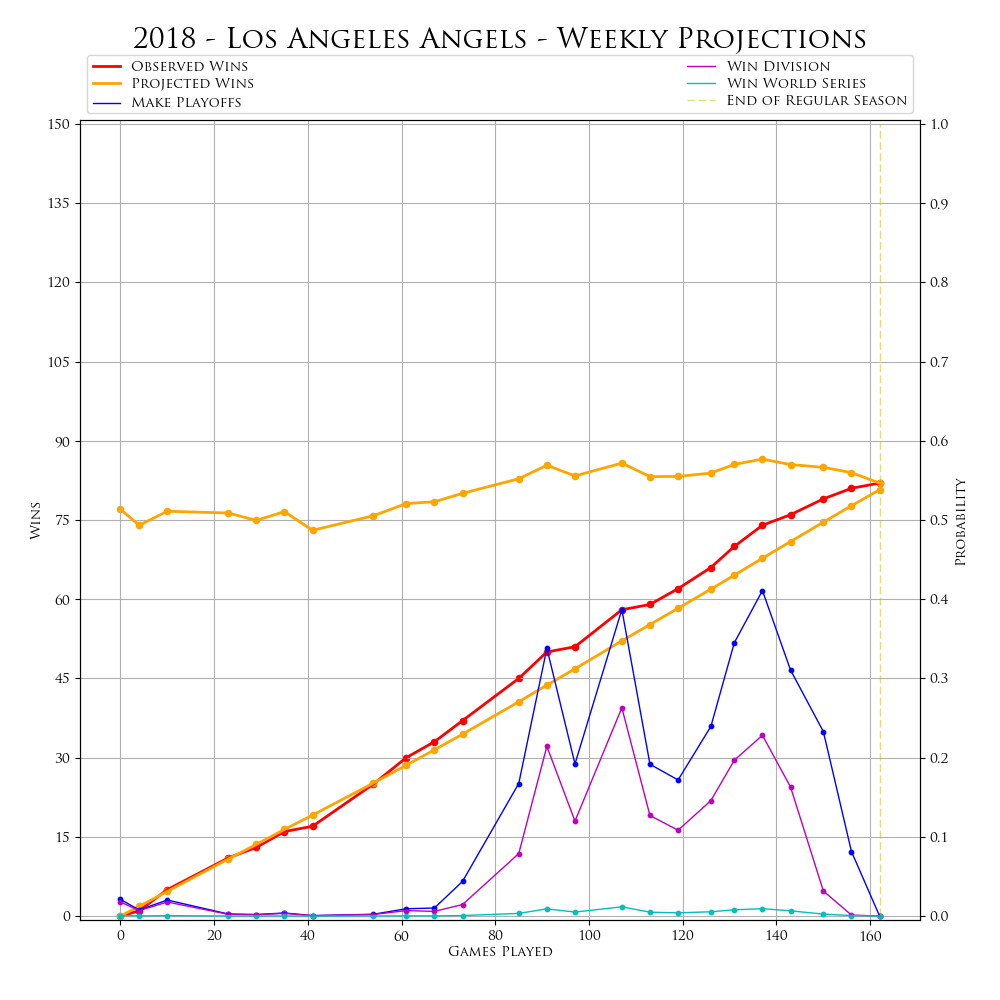 2018 - Los Angeles Angels - Weekly Projections
Observed Wins
Projected Wins
Make Playoffs
Win Division
Win World Series
End of Regular Season
150
135
120
105
90
75
60
45
30
15
0
Wins
1.0
0.9
0.8
0.7
0.6
0.5
0.4
0.3
0.2
0.1
0.0
Probability
0 20 40 60 80 100 120 140 160
Games Played